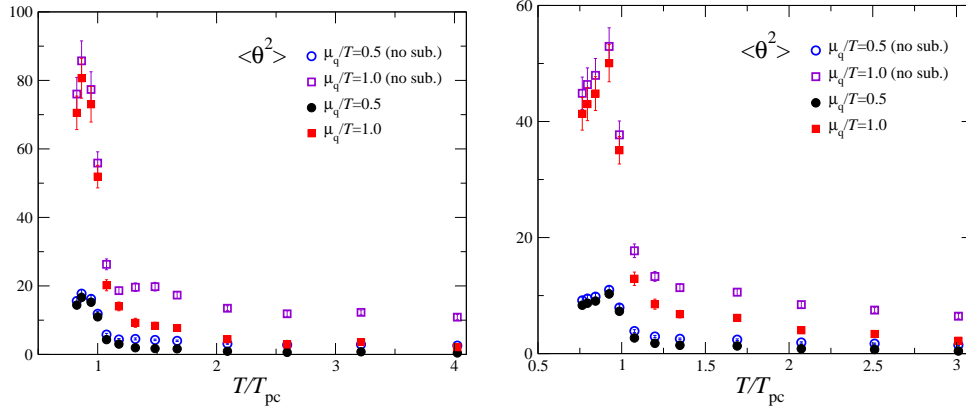 100
80
60
40
20
0
<θ²>
μq/T=0.5 (no sub.)
μq/T=1.0 (no sub.)
μq/T=0.5
μq/T=1.0
1
2
3
4
T/Tpc
60
40
20
0
<θ²>
μq/T=0.5 (no sub.)
μq/T=1.0 (no sub.)
μq/T=0.5
μq/T=1.0
0.5
1
1.5
2
2.5
3
T/Tpc